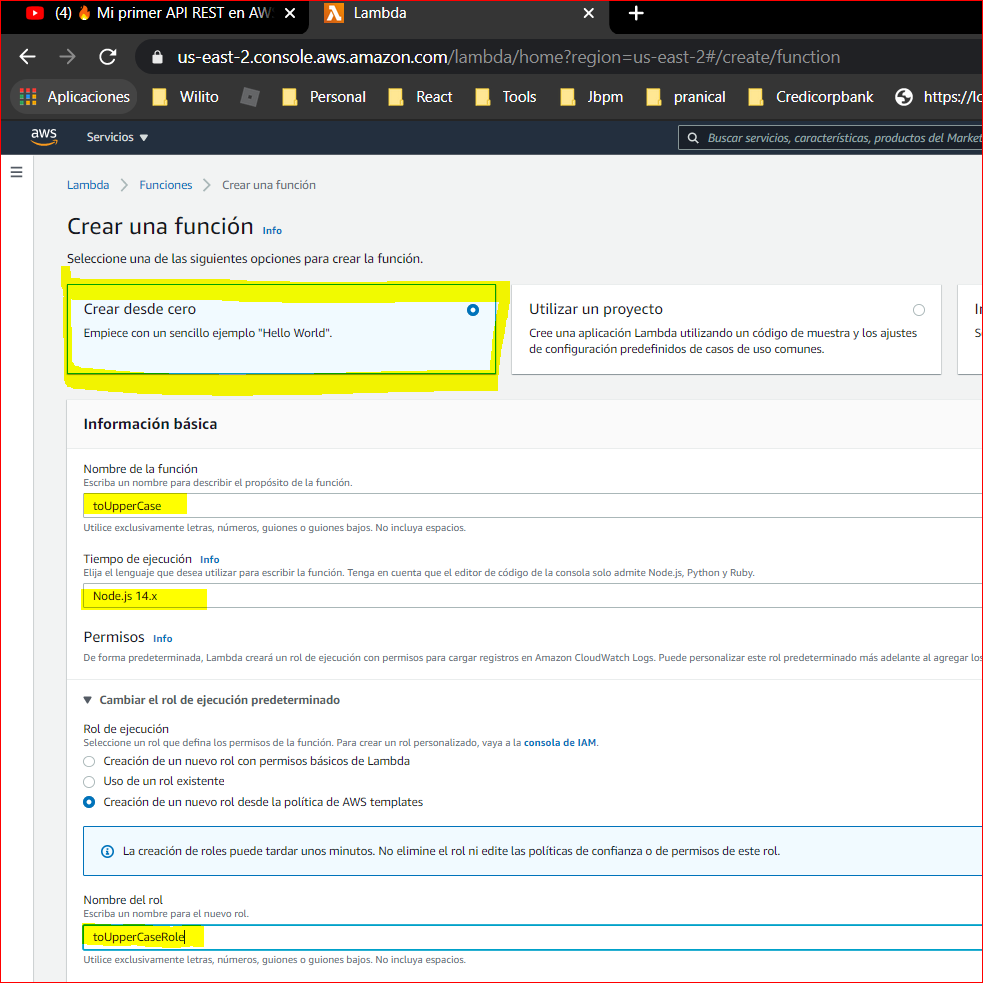 (4) 🔥 Mi primer API REST en AW
Lambda
us-east-2.console.aws.amazon.com/lambda/home?region=us-east-2#/create/function
Aplicaciones Wilito Personal React Tools Jbpm pranical Credicorpbank
aws Servicios Buscar servicios, características, productos del Market
Lambda Funciones Crear una función
Crear una función Info
Seleccione una de las siguientes opciones para crear la función.
Crear desde cero
Empiece con un sencillo ejemplo "Hello World".
Utilizar un proyecto
Cree una aplicación Lambda utilizando un código de muestra y los ajustes
de configuración predefinidos de casos de uso comunes.
Información básica
Nombre de la función
Escriba un nombre para describir el propósito de la función.
toUpperCase
Utilice exclusivamente letras, números, guiones o guiones bajos. No incluya espacios.
Tiempo de ejecución Info
Elija el lenguaje que desea utilizar para escribir la función. Tenga en cuenta que el editor de código de la consola solo admite Node.js, Python y Ruby.
Node.js 14.x
Permisos Info
De forma predeterminada, Lambda creará un rol de ejecución con permisos para cargar registros en Amazon CloudWatch Logs. Puede personalizar este rol predeterminado más adelante al agregar los
Cambiar el rol de ejecución predeterminado
Rol de ejecución
Seleccione un rol que defina los permisos de la función. Para crear un rol personalizado, vaya a la consola de IAM.
Creación de un nuevo rol con permisos básicos de Lambda
Uso de un rol existente
Creación de un nuevo rol desde la política de AWS templates
La creación de roles puede tardar unos minutos. No elimine el rol ni edite las políticas de confianza o de permisos de este rol.
Nombre del rol
Escriba un nombre para el nuevo rol.
toUpperCaseRole
Utilice exclusivamente letras, números, guiones o guiones bajos. No incluya espacios.